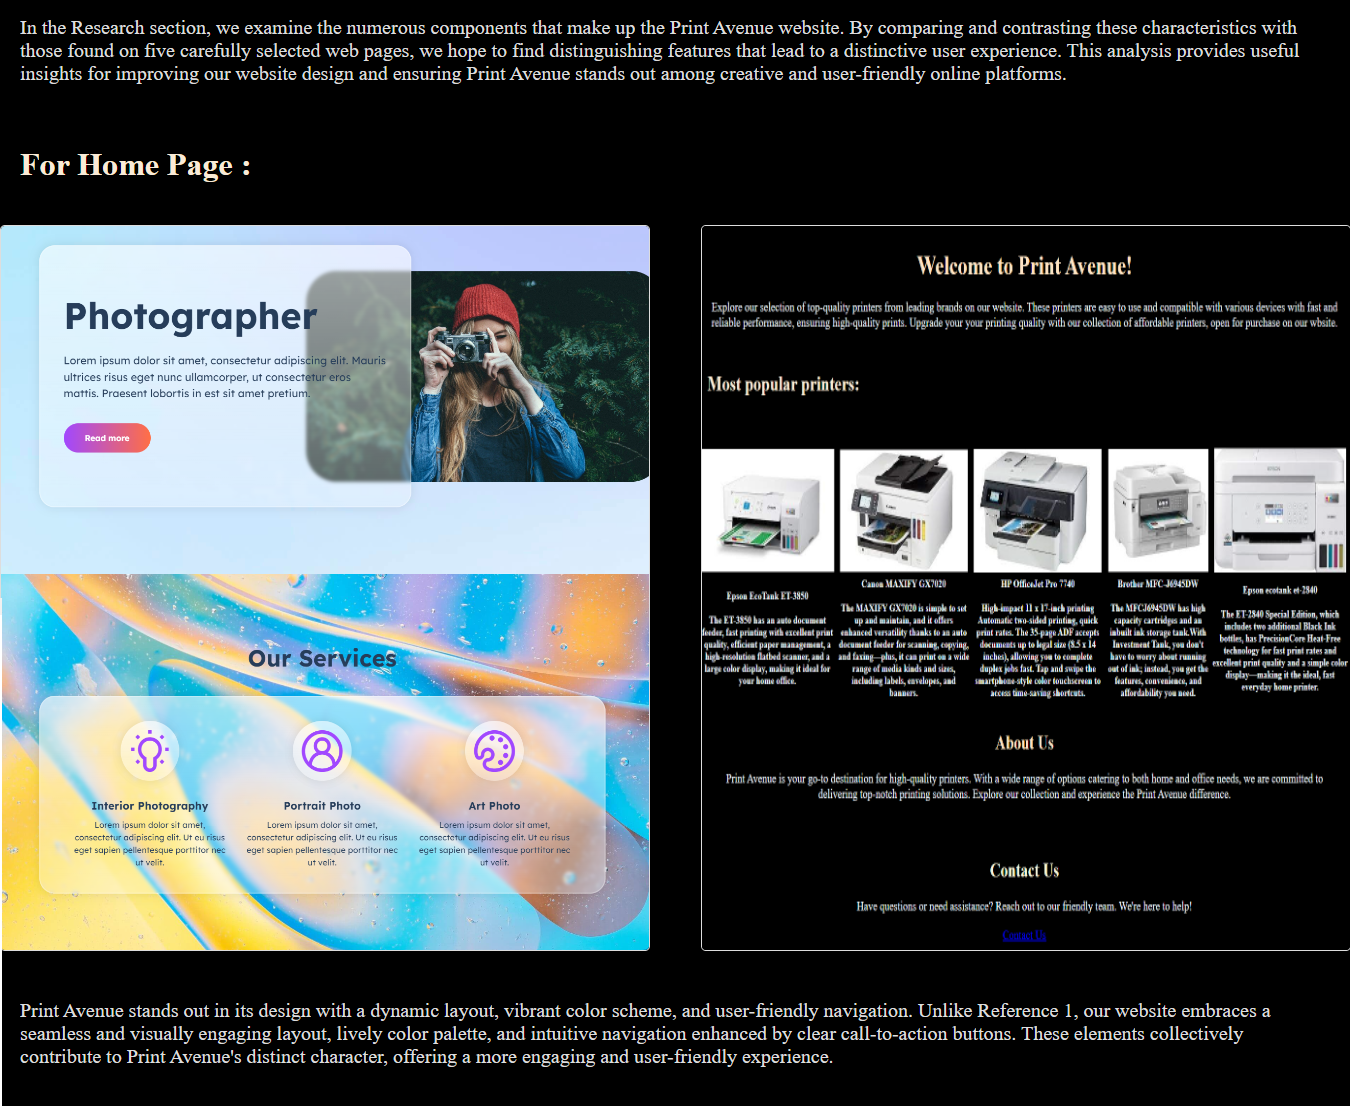 In the Research section, we examine the numerous components that make up the Print Avenue website. By comparing and contrasting these characteristics with
those found on five carefully selected web pages, we hope to find distinguishing features that lead to a distinctive user experience. This analysis provides useful
insights for improving our website design and ensuring Print Avenue stands out among creative and user-friendly online platforms.
For Home Page :
Photographer
Lorem ipsum dolor sit amet, consectetur adipiscing elit. Mauris
ultrices risus eget nunc ullamcorper, ut consectetur eros
mattis. Praesent lobortis in est sit amet pretium.
Read more
Our Services
Interior Photography
Lorem ipsum dolor sit amet,
consectetur adipiscing elit. Ut eu risus
eget sapien pellentesque porttitor nec
ut velit.
Portrait Photo
Lorem ipsum dolor sit amet,
consectetur adipiscing elit. Ut eu risus
eget sapien pellentesque porttitor nec
ut velit.
Art Photo
Lorem ipsum dolor sit amet,
consectetur adipiscing elit. Ut eu risus
eget sapien pellentesque porttitor nec
ut velit.
Welcome to Print Avenue!
Explore our selection of top-quality printers from leading brands on our website. These printers are easy to use and compatible with various devices with fast and
reliable performance, ensuring high-quality prints. Upgrade your your printing quality with our collection of affordable printers, open for purchase on our wbsite.
Most popular printers:
Epson EcoTank ET-3850
The ET-3850 has an auto document
feeder, fast printing with excellent print
quality, efficient paper management, a
high-resolution flatbed scanner, and a
large color display, making it ideal for
your home office.
Canon MAXIFY GX7020
The MAXIFY GX7020 is simple to set
up and maintain, and it offers
enhanced versatility thanks to an auto
document feeder for scanning, copying,
and faxing—plus, it can print on a wide
range of media kinds and sizes,
including labels, envelopes, and
banners.
HP OfficeJet Pro 7740
High-impact 11 x 17-inch printing
Automatic two-sided printing, quick
print rates. The 35-page ADF accepts
documents up to legal size (8.5 x 14
inches), allowing you to complete
duplex jobs fast. Tap and swipe the
smartphone-style color touchscreen to
access time-saving shortcuts.
Brother MFC-J6945DW
The MFCJ6945DW has high
capacity cartridges and an
inbuilt ink storage tank.With
Investment Tank, you don't
have to worry about running
out of ink; instead, you get the
features, convenience, and
affordability you need.
Epson ecotank et-2840
The ET-2840 Special Edition, which
includes two additional Black Ink
bottles, has PrecisionCore Heat-Free
technology for fast print rates and
excellent print quality and a simple color
display—making it the ideal, fast
everyday home printer.
About Us
Print Avenue is your go-to destination for high-quality printers. With a wide range of options catering to both home and office needs, we are committed to
delivering top-notch printing solutions. Explore our collection and experience the Print Avenue difference.
Contact Us
Have questions or need assistance? Reach out to our friendly team. We're here to help!
Contact Us
Print Avenue stands out in its design with a dynamic layout, vibrant color scheme, and user-friendly navigation. Unlike Reference 1, our website embraces a
seamless and visually engaging layout, lively color palette, and intuitive navigation enhanced by clear call-to-action buttons. These elements collectively
contribute to Print Avenue's distinct character, offering a more engaging and user-friendly experience.